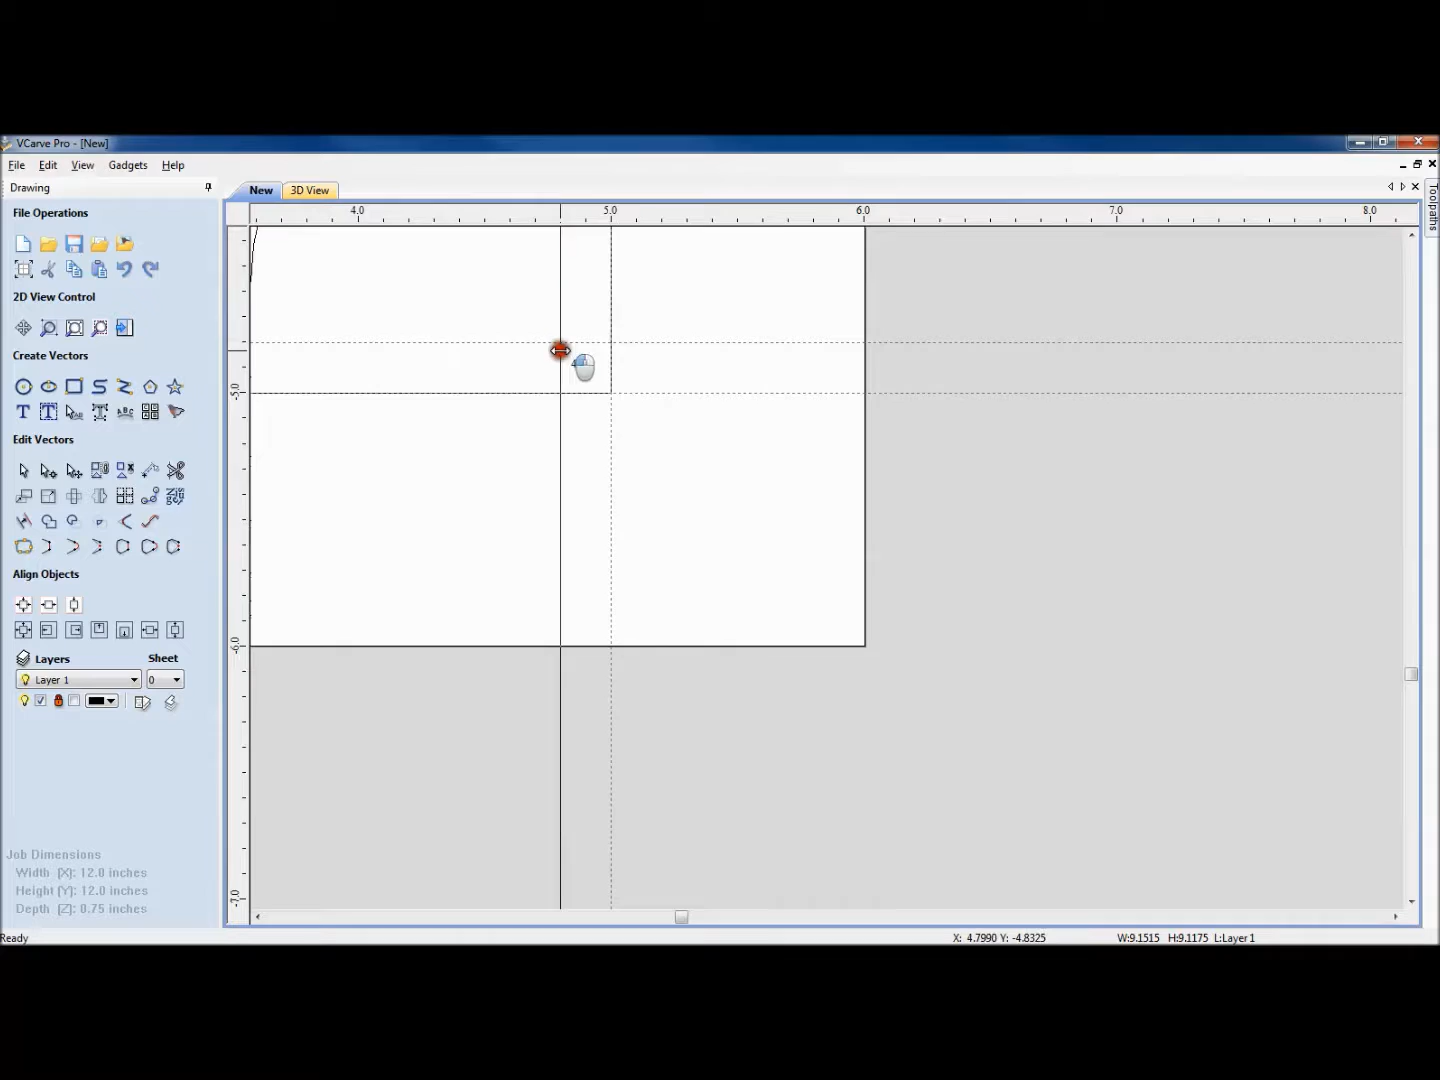 VCarve Pro - [New]
File Edit View Gadgets Help
Drawing
New 3D View
Toolpaths
File Operations
4.0 5.0 6.0 7.0 8.0
2D View Control
Create Vectors
-5.0
Edit Vectors
Align Objects
-6.0
Layers Sheet
Layer 1 0
Job Dimensions
Width (X): 12.0 inches
Height (Y): 12.0 inches
Depth (Z): 0.75 inches
-7.0
Ready X: 4.7990 Y: -4.8325 W:9.1515 H:9.1175 L:Layer 1